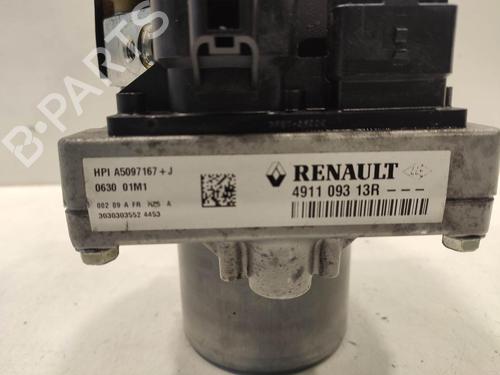 HPI A5097167+J
0630 01M1
002 09 A FR N25 A
3030303552 4453
RENAULT
4911 093 13R - - -
B-PARTS